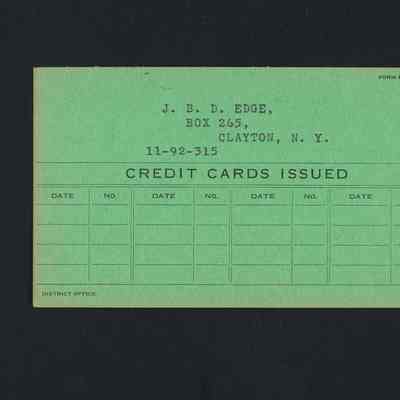 FORM
J. B. D. EDGE,
BOX 265,
CLAYTON, N. Y.
11-92-315
CREDIT CARDS ISSUED
DATE NO. DATE NO. DATE NO. DATE
DISTRICT OFFICE